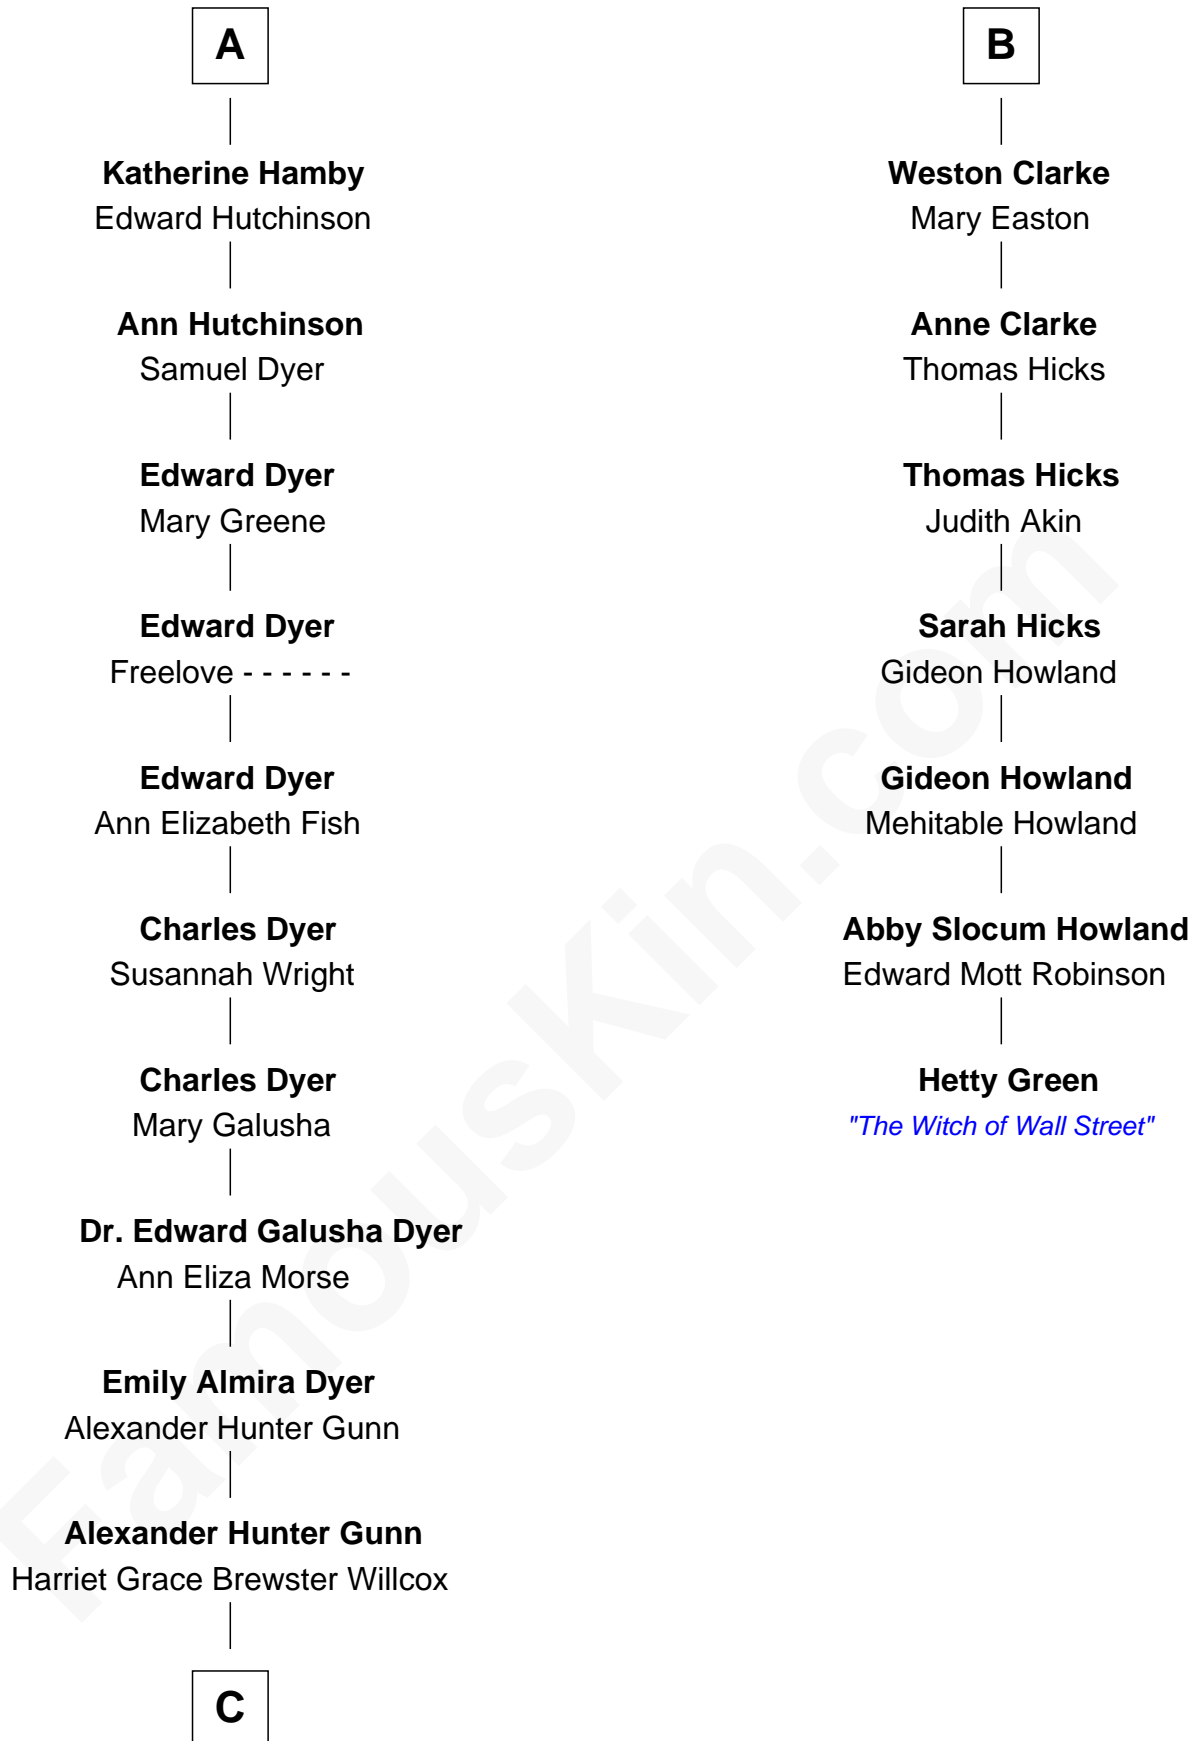 A
Katherine Hamby
Edward Hutchinson
Ann Hutchinson
Samuel Dyer
Edward Dyer
Mary Greene
Edward Dyer
Freelove - - - - - -
Edward Dyer
Ann Elizabeth Fish
Charles Dyer
Susannah Wright
Charles Dyer
Mary Galusha
Dr. Edward Galusha Dyer
Ann Eliza Morse
Emily Almira Dyer
Alexander Hunter Gunn
Alexander Hunter Gunn
Harriet Grace Brewster Willcox
C
B
Weston Clarke
Mary Easton
Anne Clarke
Thomas Hicks
Thomas Hicks
Judith Akin
Sarah Hicks
Gideon Howland
Gideon Howland
Mehitable Howland
Abby Slocum Howland
Edward Mott Robinson
Hetty Green
"The Witch of Wall Street"
FamousKin.com